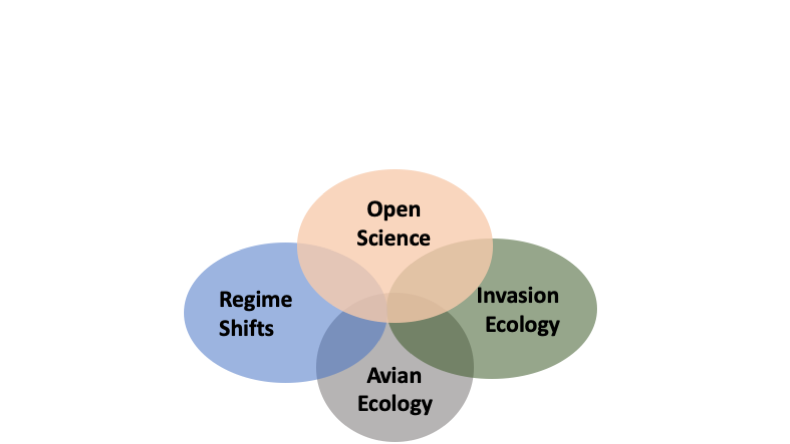 Open
Science
Regime
Shifts
Invasion
Ecology
Avian
Ecology